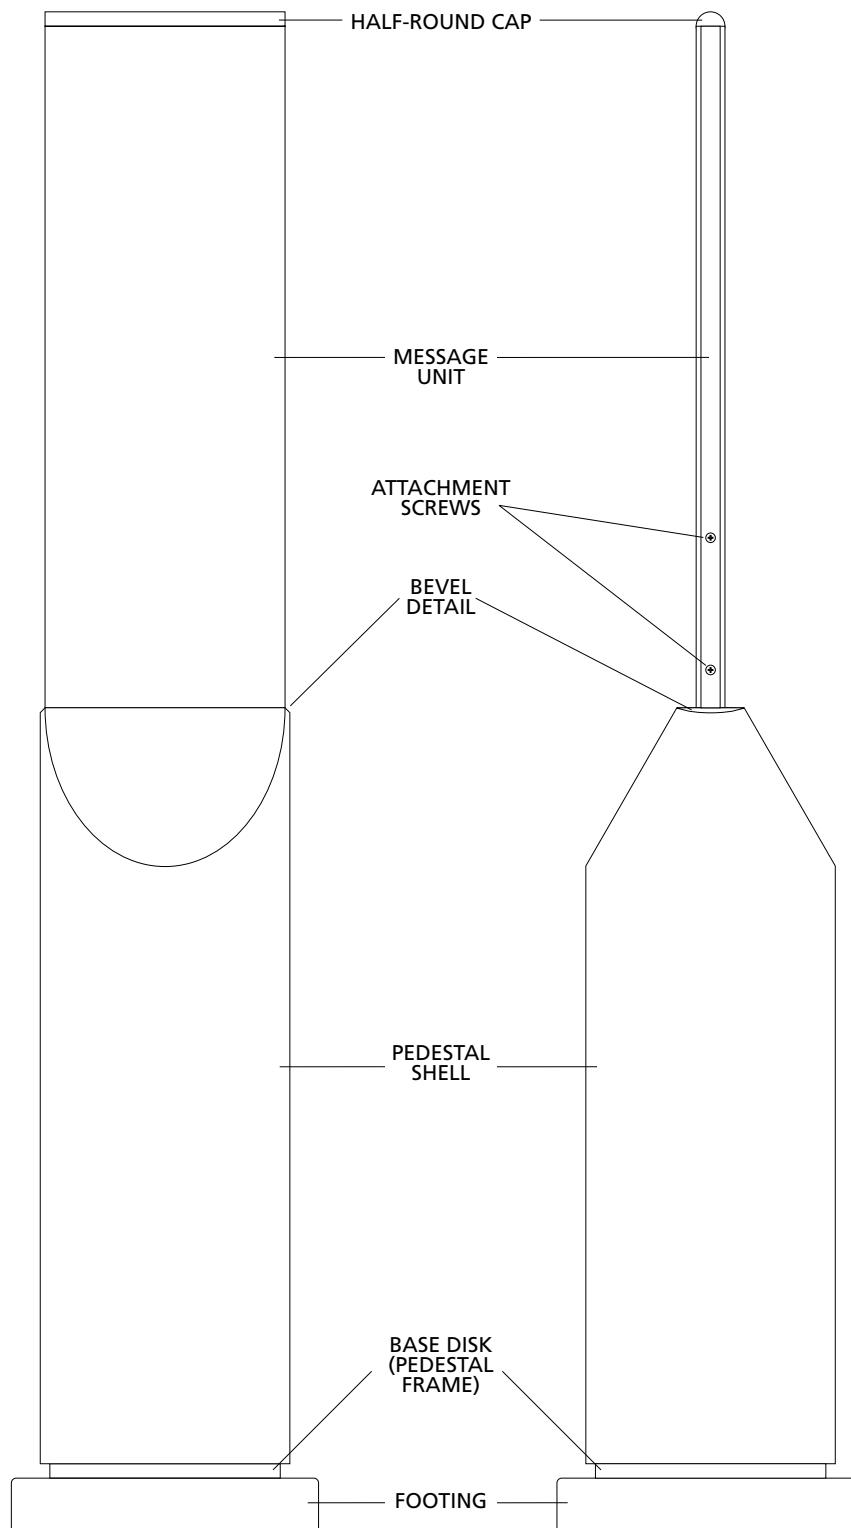 HALF-ROUND CAP
MESSAGE
UNIT
ATTACHMENT
SCREWS
BEVEL
DETAIL
PEDESTAL
SHELL
BASE DISK
(PEDESTAL
FRAME)
FOOTING